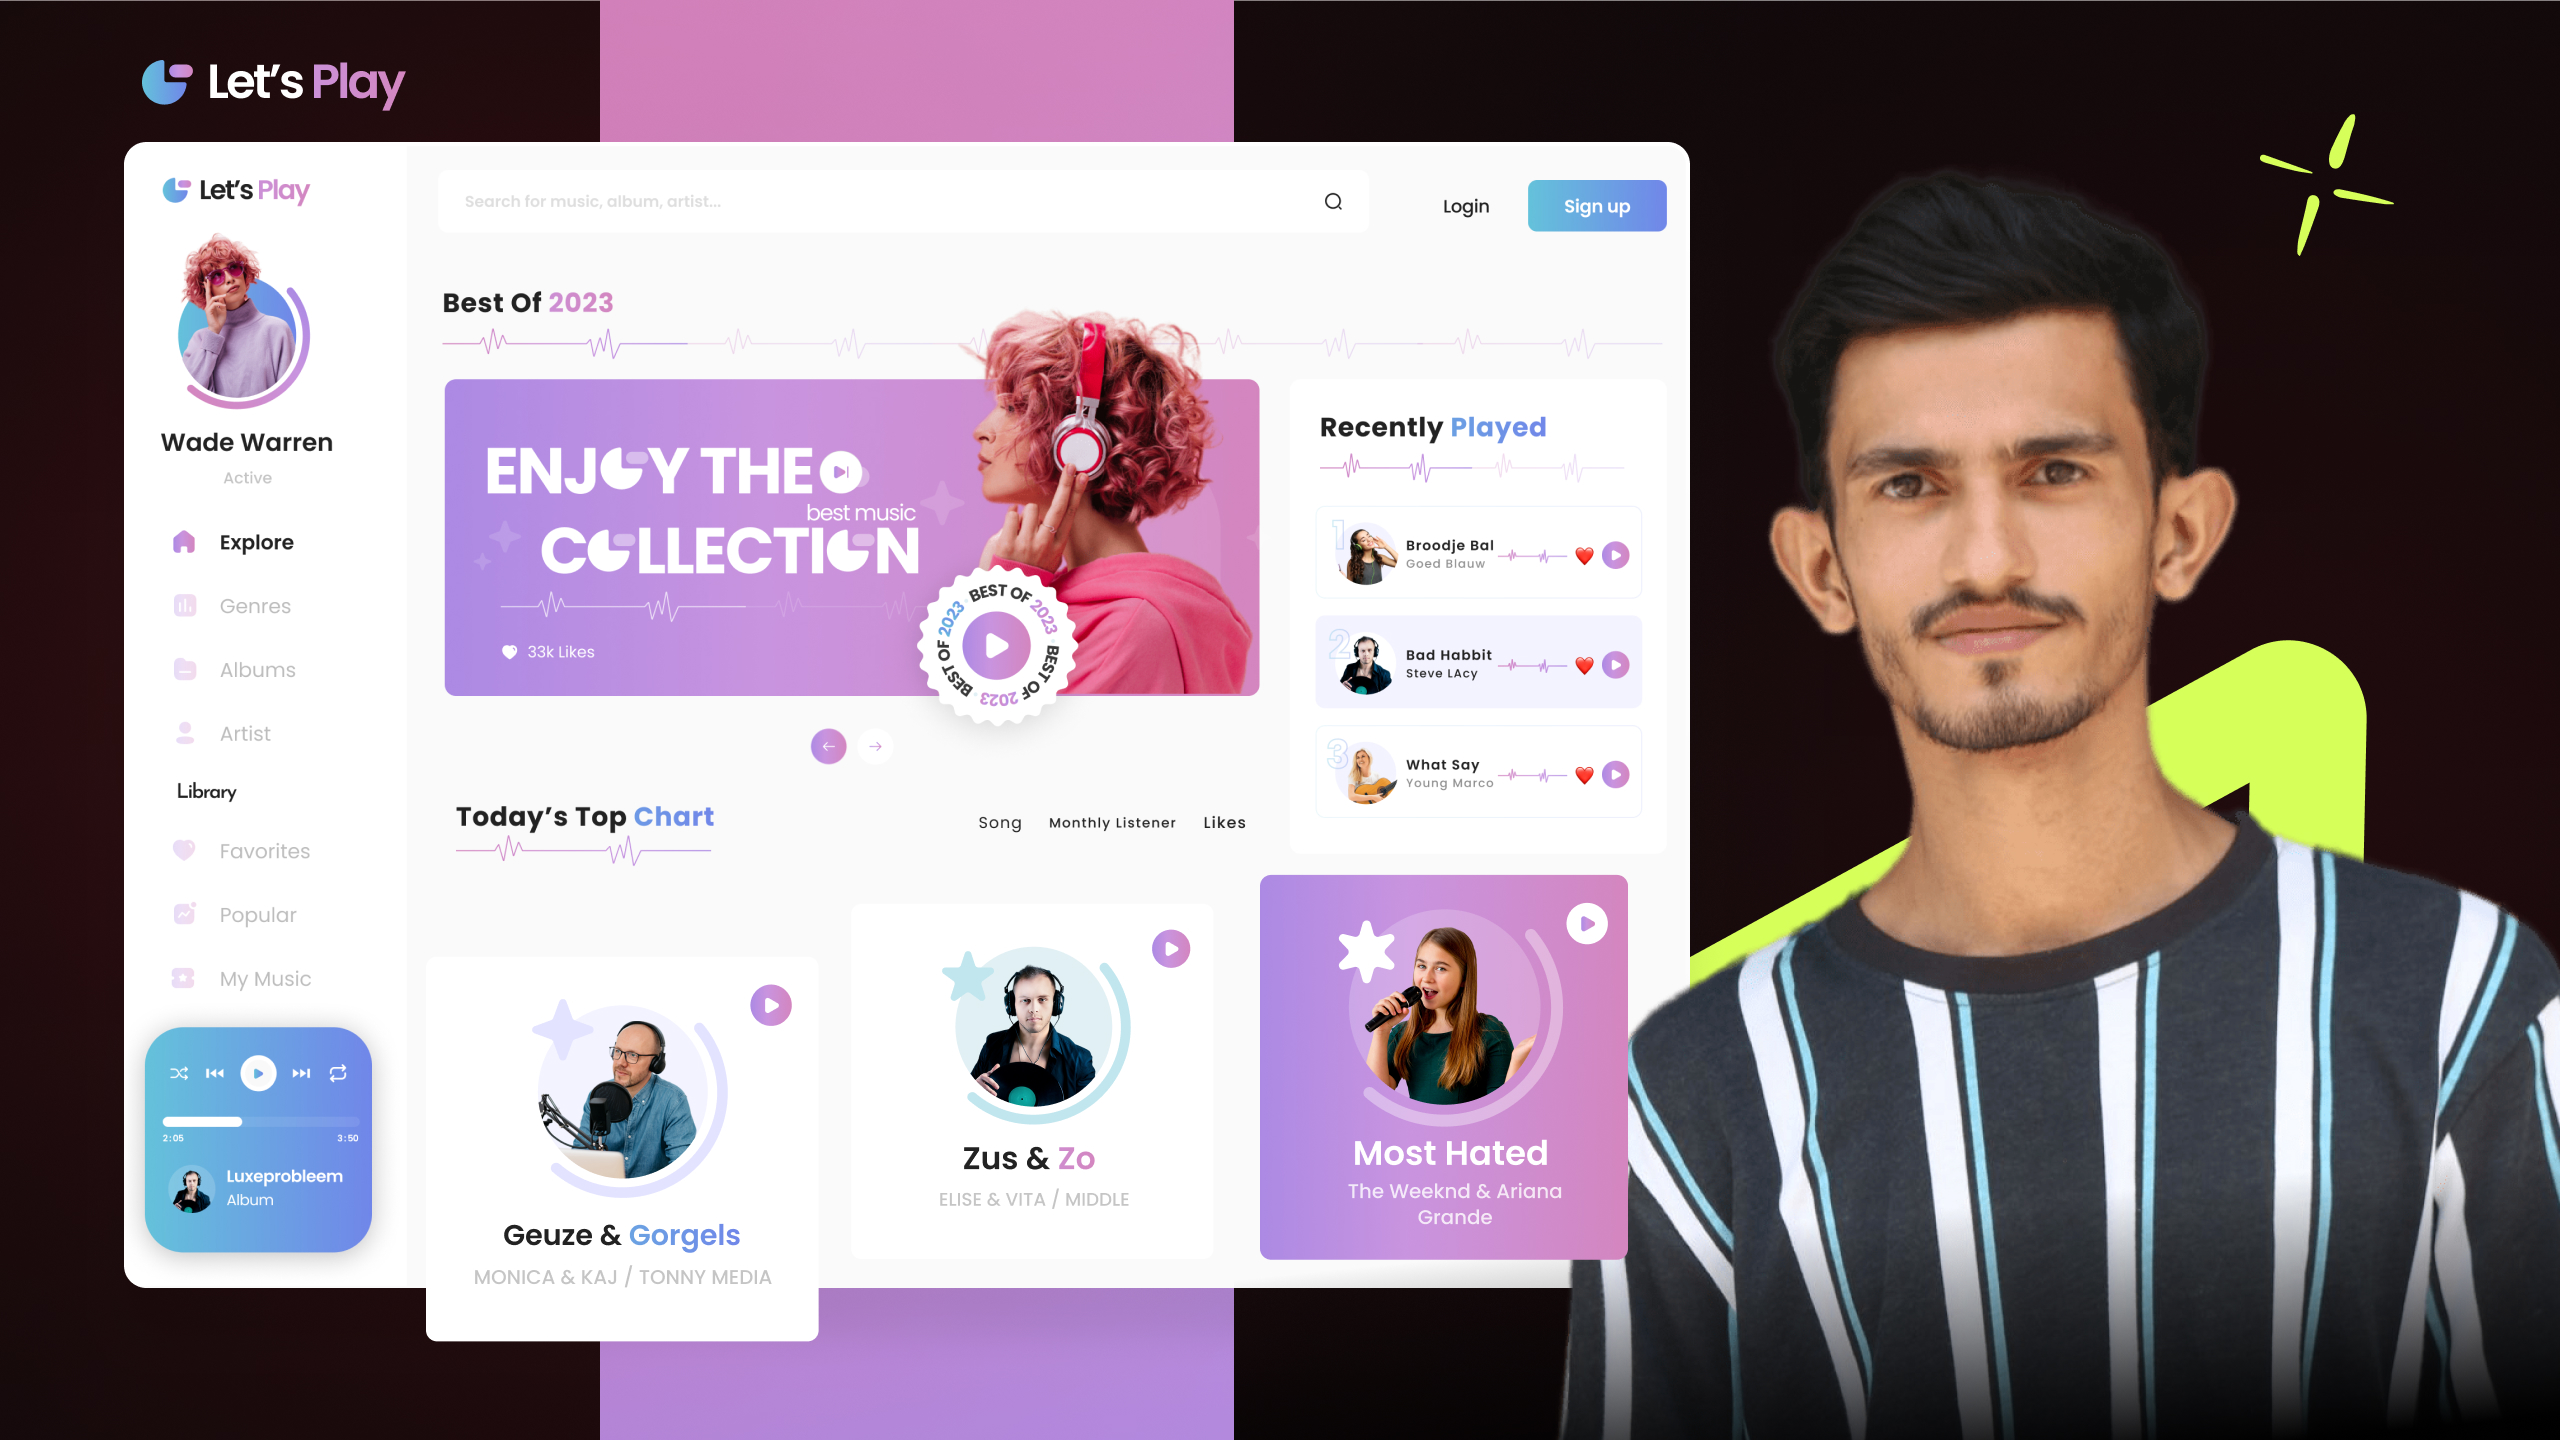 Let's Play
Let's Play
Wade Warren
Active
Explore
Genres
Albums
Artist
Library
Favorites
Popular
My Music
2:05
3:50
Luxeprobleem
Album
Search for music, album, artist...
Login
Sign up
Best Of 2023
ENJOY THE
best music
COLLECTION
33k Likes
BEST OF 2023 BEST OF 2023 BEST OF 2023
Recently Played
1
Broodje Bal
Goed Blauw
2
Bad Habbit
Steve LAcy
3
What Say
Young Marco
Today's Top Chart
Song
Monthly Listener
Likes
Geuze & Gorgels
MONICA & KAJ / TONNY MEDIA
Zus & Zo
ELISE & VITA / MIDDLE
Most Hated
The Weeknd & Ariana
Grande